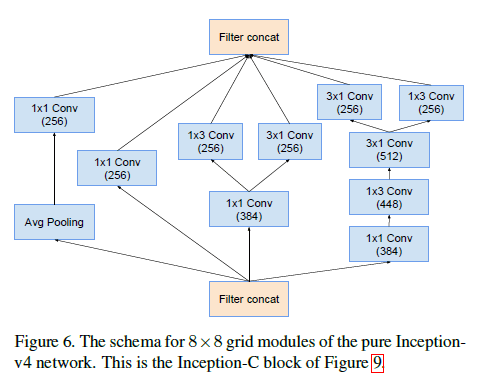 Filter concat
1x1 Conv
(256)
1x1 Conv
(256)
1x3 Conv
(256)
3x1 Conv
(256)
3x1 Conv
(256)
1x3 Conv
(256)
3x1 Conv
(512)
1x3 Conv
(448)
1x1 Conv
(384)
1x1 Conv
(384)
Avg Pooling
Filter concat
Figure 6. The schema for 8×8 grid modules of the pure Inception-
v4 network. This is the Inception-C block of Figure 9.